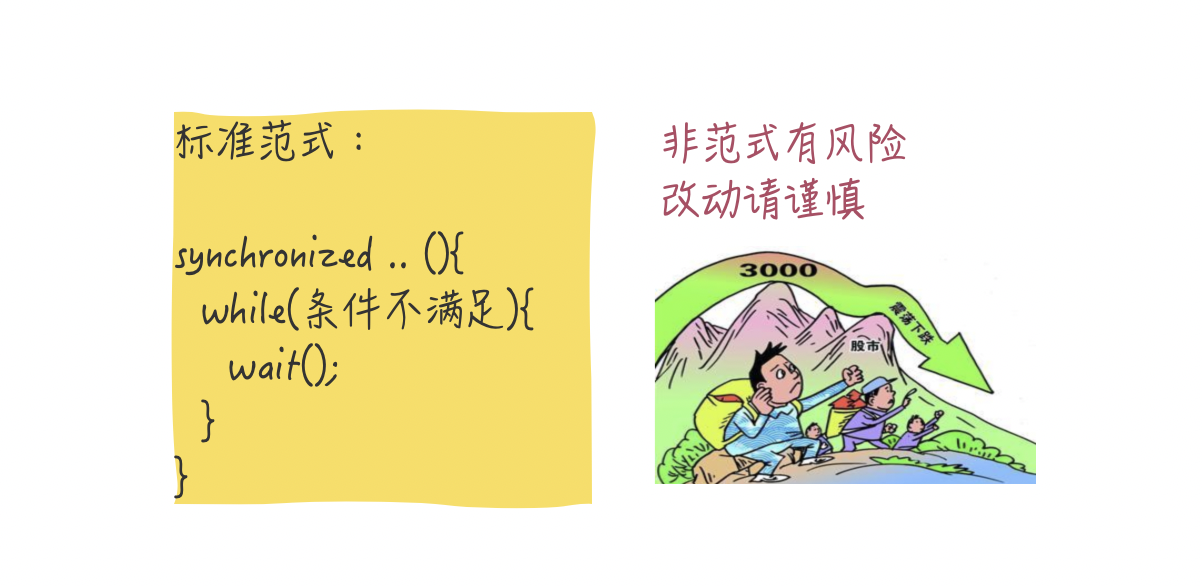 标准范式：
synchronized .. (){
while(条件不满足){
wait();
}
}
非范式有风险
改动请谨慎
3000
震荡下跌
股市